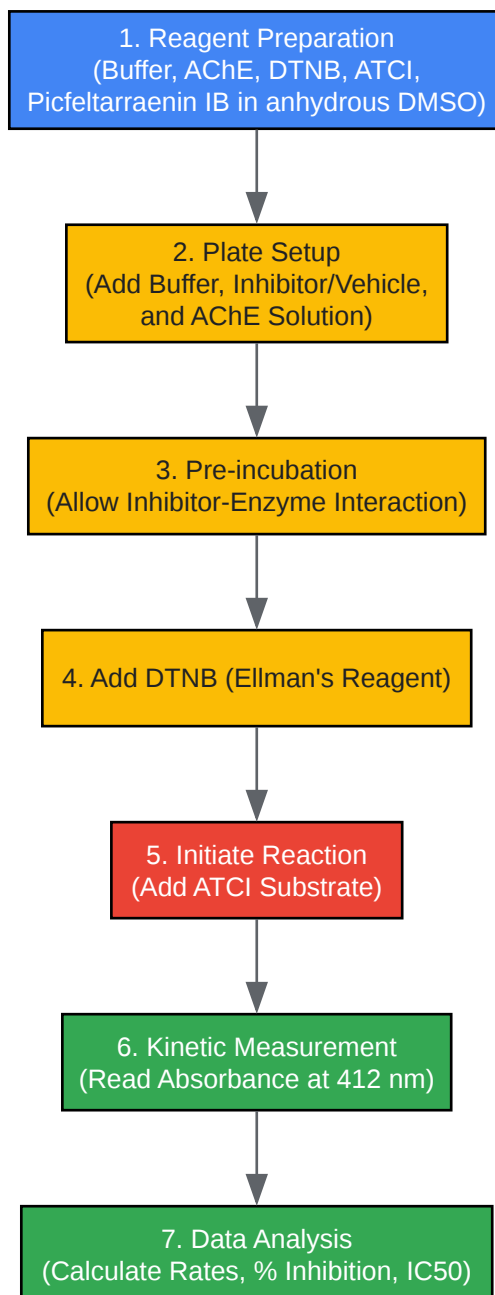 1. Reagent Preparation
(Buffer, AChE, DTNB, ATCI,
Picfeltarraenin IB in anhydrous DMSO)
2. Plate Setup
(Add Buffer, Inhibitor/Vehicle,
and AChE Solution)
3. Pre-incubation
(Allow Inhibitor-Enzyme Interaction)
4. Add DTNB (Ellman's Reagent)
5. Initiate Reaction
(Add ATCI Substrate)
6. Kinetic Measurement
(Read Absorbance at 412 nm)
7. Data Analysis
(Calculate Rates, % Inhibition, IC50)